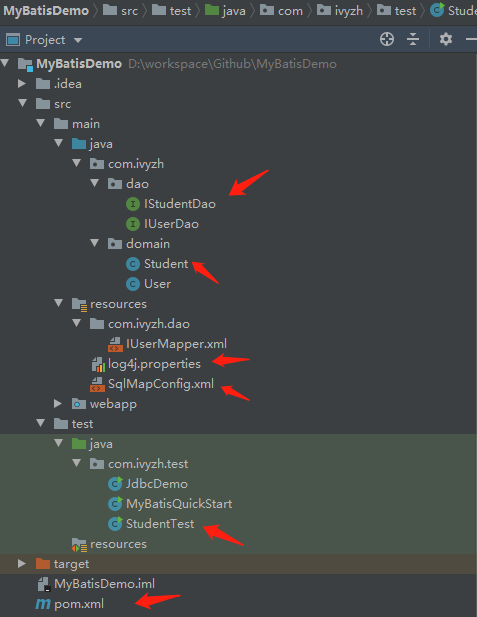 MyBatisDemo src test java com ivyzh test Stude
Project
MyBatisDemo D:\workspace\Github\MyBatisDemo
.idea
src
main
java
com.ivyzh
dao
IStudentDao
IUserDao
domain
Student
User
resources
com.ivyzh.dao
IUserMapper.xml
log4j.properties
SqlMapConfig.xml
webapp
test
java
com.ivyzh.test
JdbcDemo
MyBatisQuickStart
StudentTest
resources
target
MyBatisDemo.iml
pom.xml